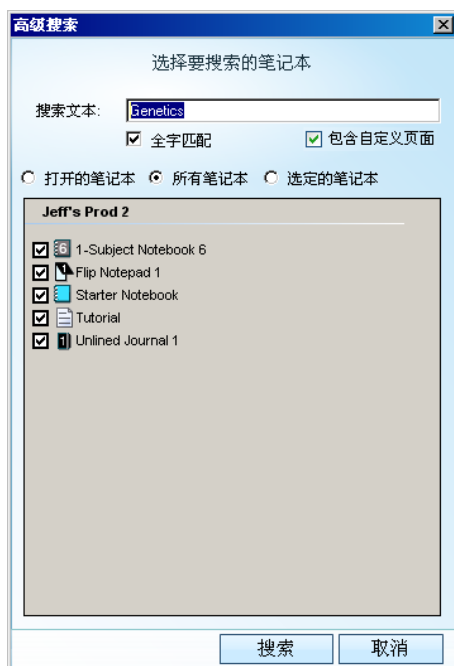 高级搜索
选择要搜索的笔记本
搜索文本: Genetics
全字匹配 包含自定义页面
打开的笔记本 所有笔记本 选定的笔记本
Jeff's Prod 2
6 1-Subject Notebook 6
1 Flip Notepad 1
Starter Notebook
Tutorial
1 Unlined Journal 1
搜索 取消